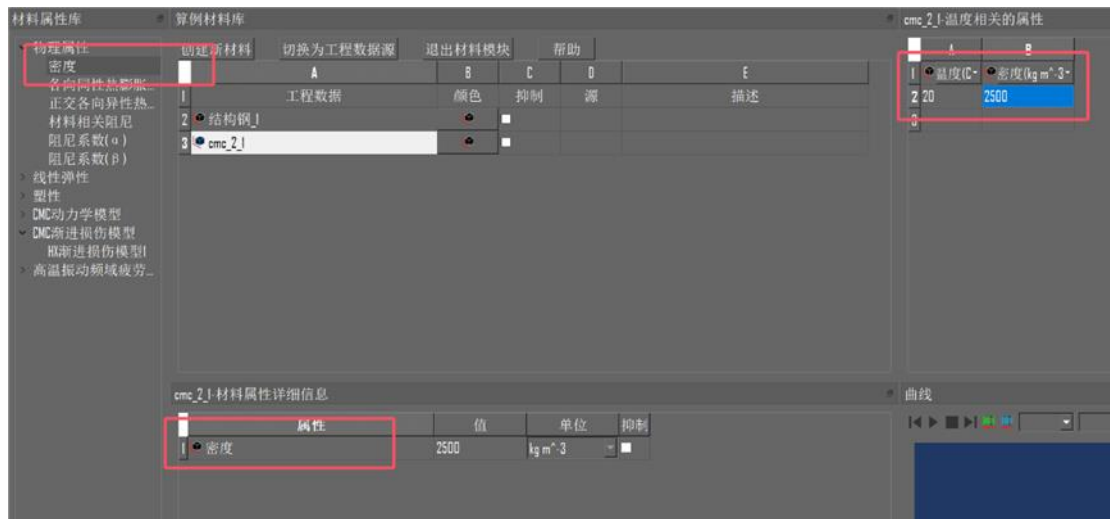 材料属性库
物理属性
密度
各向同性热膨胀...
正交各向异性热...
材料相关阻尼
阻尼系数(α)
阻尼系数(β)
线性弹性
塑性
CMC动力学模型
CMC渐进损伤模型
HX渐进损伤模型1
高温振动频域疲劳...
算例材料库
创建新材料 切换为工程数据源 退出材料模块 帮助
A B C D E
1 工程数据 颜色 抑制 源 描述
2 结构钢_1
3 cmc_2_1
cmc_2_1-材料属性详细信息
属性 值 单位 抑制
1 密度 2500 kg m^-3
cmc_2_1-温度相关的属性
A B
1 温度(C 密度(kg m^-3
2 20 2500
3
曲线